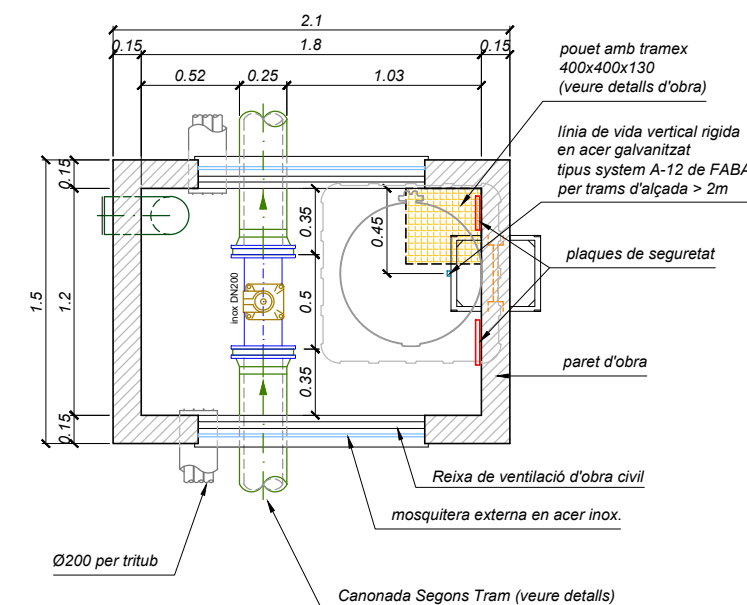 2.1
0.15
1.8
0.15
0.52
0.25
1.03
pouet amb tramex
400x400x130
(veure detalls d'obra)
línia de vida vertical rigida
en acer galvanitzat
tipus system A-12 de FABA
per trams d'alçada > 2m
plaques de seguretat
paret d'obra
1.5
0.15
1.2
0.15
0.35
0.5
0.35
0.45
inox DN200
Reixa de ventilació d'obra civil
mosquitera externa en acer inox.
Ø200 per tritub
Canonada Segons Tram (veure detalls)